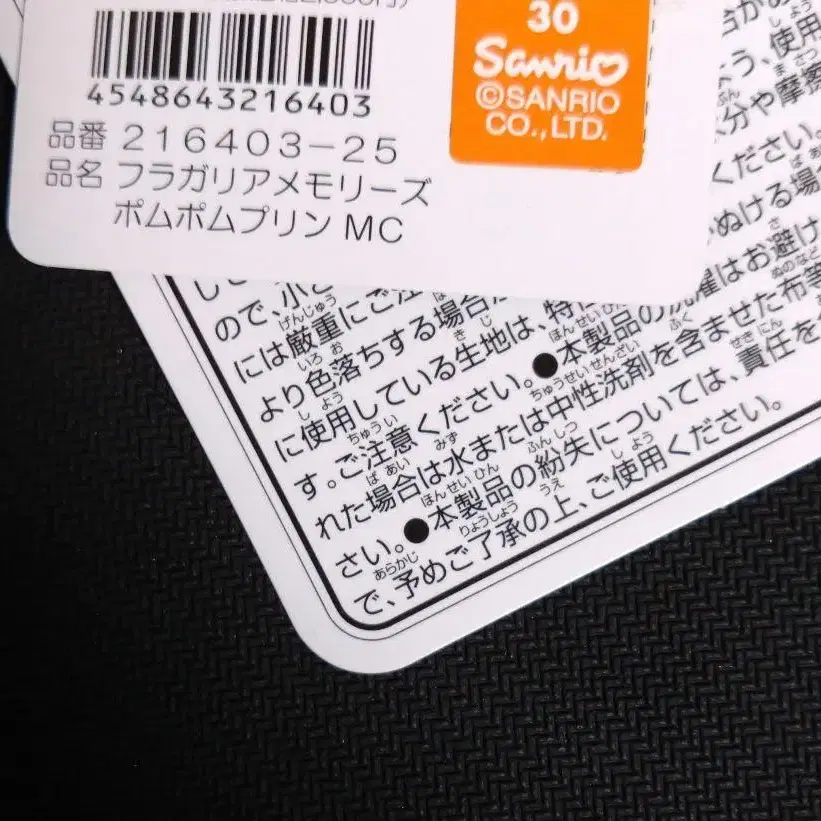 4548643216403
品番 216403-25
品名 フラガリアメモリーズ
ポムポムプリン MC
30
Sanrio
©SANRIO
CO.,LTD.
う、使用
分や摩擦
ください。
ぬける場合
ので、
には厳重にご注
より色落ちする場合
に使用している生地は、特
す。ご注意ください。●本製品の洗濯はお避け
れた場合は水または中性洗剤を含ませた布等
さい。●本製品の紛失については、責任を
で、予めご了承の上、ご使用ください。